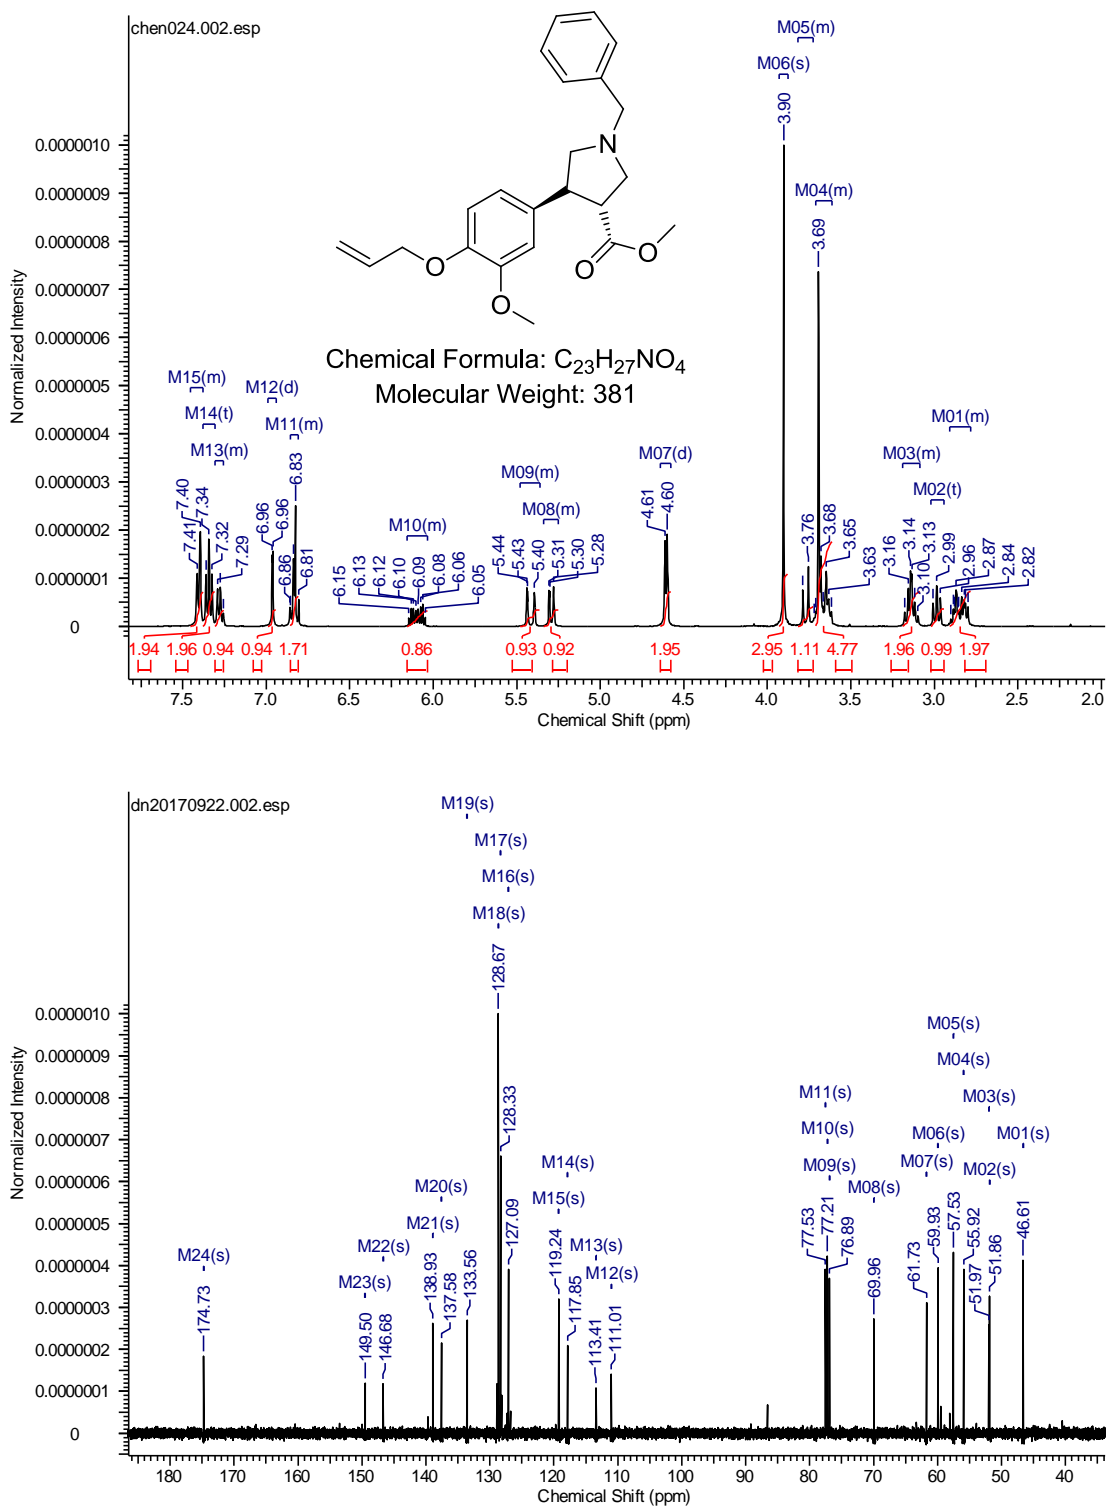 chen024.002.esp
N
O
O
O
O
Chemical Formula: C23H27NO4
Molecular Weight: 381
Normalized Intensity
0.0000010
0.0000009
0.0000008
0.0000007
0.0000006
0.0000005
0.0000004
0.0000003
0.0000002
0.0000001
0
M15(m)
M14(t)
M13(m)
M12(d)
M11(m)
M10(m)
M09(m)
M08(m)
M07(d)
M06(s)
M05(m)
M04(m)
M03(m)
M02(t)
M01(m)
7.41
7.40
7.34
7.32
7.29
6.96
6.96
6.86
6.83
6.81
6.15
6.13
6.12
6.10
6.09
6.08
6.06
6.05
5.44
5.43
5.40
5.31
5.30
5.28
4.61
4.60
3.90
3.76
3.69
3.68
3.65
3.63
3.16
3.14
3.13
3.10
2.99
2.96
2.87
2.84
2.82
1.94 1.96 0.94 0.94 1.71 0.86 0.93 0.92 1.95 2.95 1.11 4.77 1.96 0.99 1.97
7.5 7.0 6.5 6.0 5.5 5.0 4.5 4.0 3.5 3.0 2.5 2.0
Chemical Shift (ppm)
dn20170922.002.esp
Normalized Intensity
0.0000010
0.0000009
0.0000008
0.0000007
0.0000006
0.0000005
0.0000004
0.0000003
0.0000002
0.0000001
0
M24(s)
M23(s)
M22(s)
M21(s)
M20(s)
M19(s)
M17(s)
M16(s)
M18(s)
M15(s)
M14(s)
M13(s)
M12(s)
M11(s)
M10(s)
M09(s)
M08(s)
M07(s)
M06(s)
M05(s)
M04(s)
M03(s)
M02(s)
M01(s)
174.73
149.50
146.68
138.93
137.58
133.56
128.67
128.33
127.09
119.24
117.85
113.41
111.01
77.53
77.21
76.89
69.96
61.73
59.93
57.53
55.92
51.97
51.86
46.61
180 170 160 150 140 130 120 110 100 90 80 70 60 50 40
Chemical Shift (ppm)